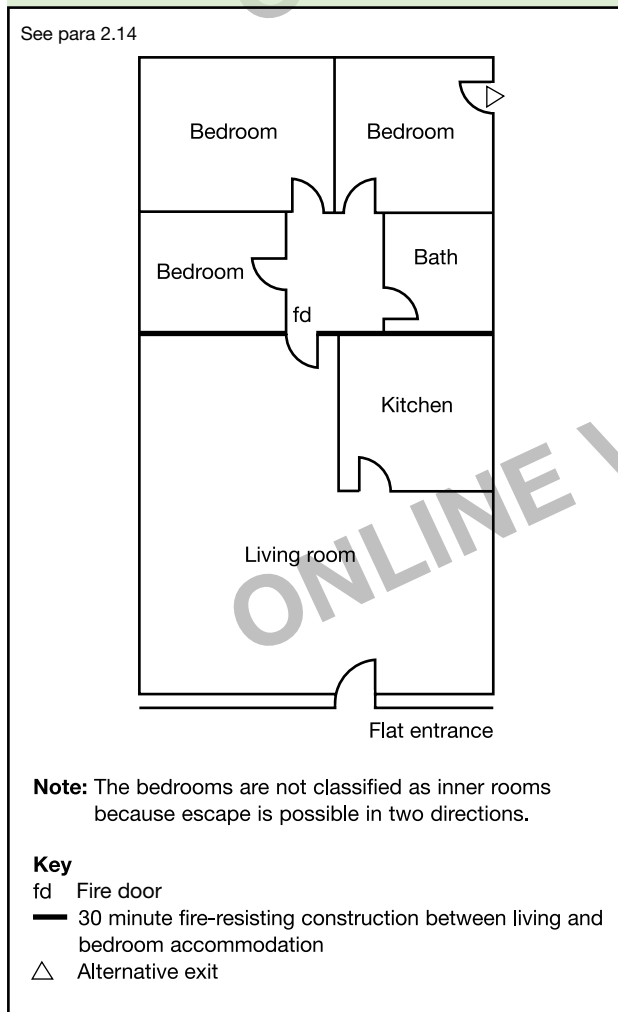 See para 2.14
Bedroom
Bedroom
Bedroom
Bath
fd
Kitchen
Living room
ONLINE
Flat entrance
Note: The bedrooms are not classified as inner rooms
because escape is possible in two directions.
Key
fd Fire door
30 minute fire-resisting construction between living and
bedroom accommodation
Alternative exit